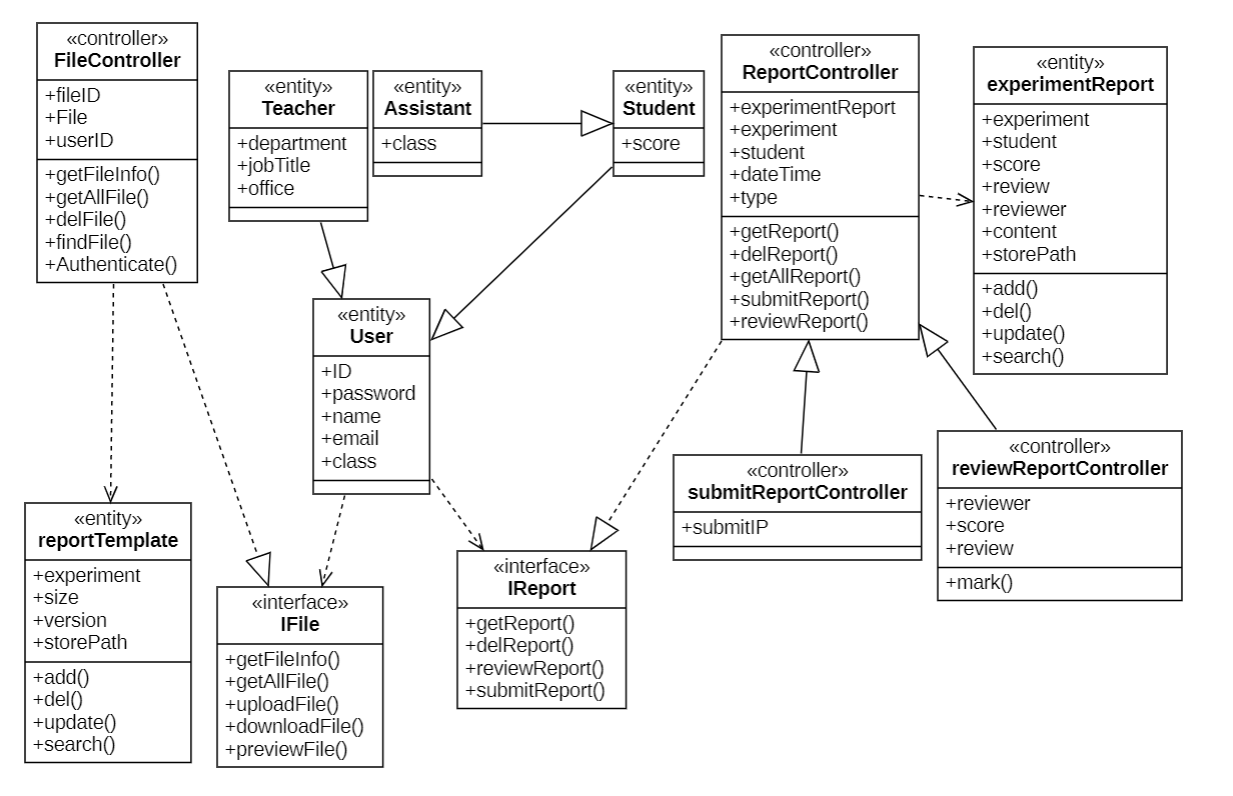 «controller»
FileController
+fileID
+File
+userID
+getFileInfo()
+getAllFile()
+delFile()
+findFile()
+Authenticate()
«entity»
Teacher
+department
+jobTitle
+office
«entity»
Assistant
+class
«entity»
Student
+score
«controller»
ReportController
+experimentReport
+experiment
+student
+dateTime
+type
+getReport()
+delReport()
+getAllReport()
+submitReport()
+reviewReport()
«entity»
experimentReport
+experiment
+student
+score
+review
+reviewer
+content
+storePath
+add()
+del()
+update()
+search()
«entity»
User
+ID
+password
+name
+email
+class
«controller»
submitReportController
+submitIP
«controller»
reviewReportController
+reviewer
+score
+review
+mark()
«entity»
reportTemplate
+experiment
+size
+version
+storePath
+add()
+del()
+update()
+search()
«interface»
IFile
+getFileInfo()
+getAllFile()
+uploadFile()
+downloadFile()
+previewFile()
«interface»
IReport
+getReport()
+delReport()
+reviewReport()
+submitReport()